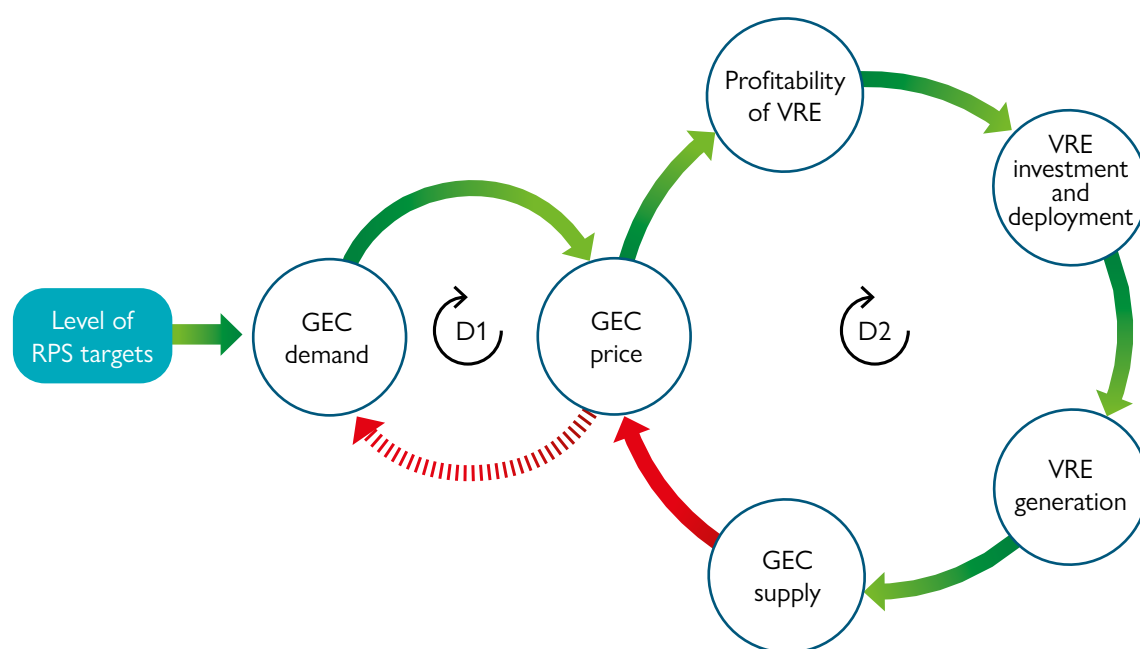 Level of
RPS targets
GEC
demand
D1
GEC
price
Profitability
of VRE
D2
VRE
investment
and
deployment
VRE
generation
GEC
supply